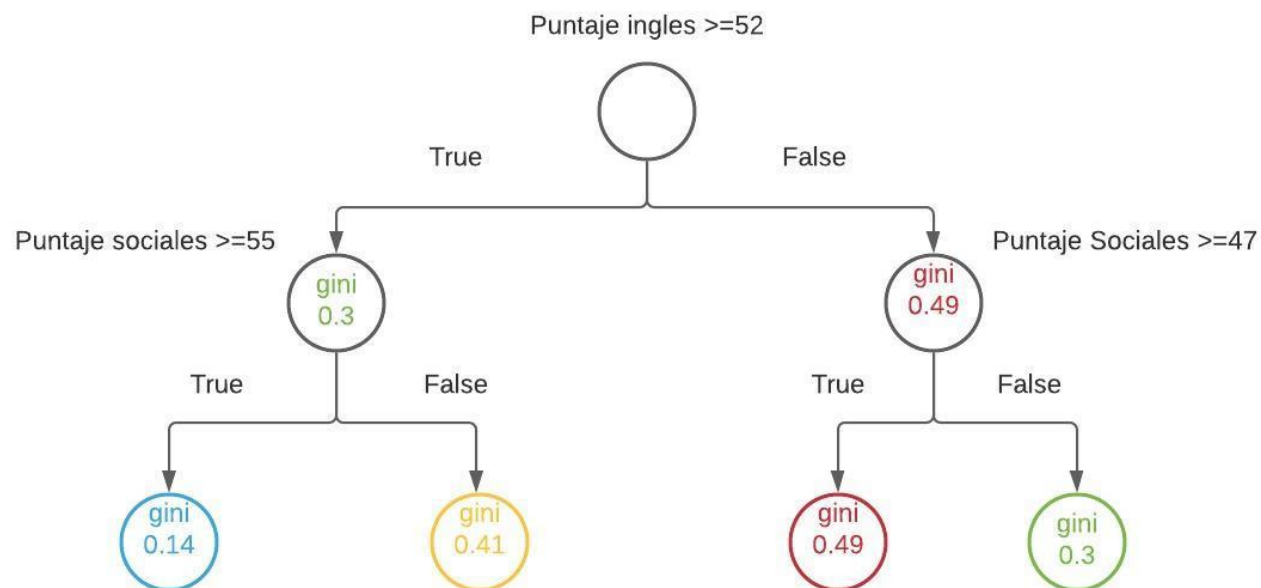 Puntaje ingles >=52
True
False
Puntaje sociales >=55
Puntaje Sociales >=47
gini
0.3
gini
0.49
True
False
True
False
gini
0.14
gini
0.41
gini
0.49
gini
0.3